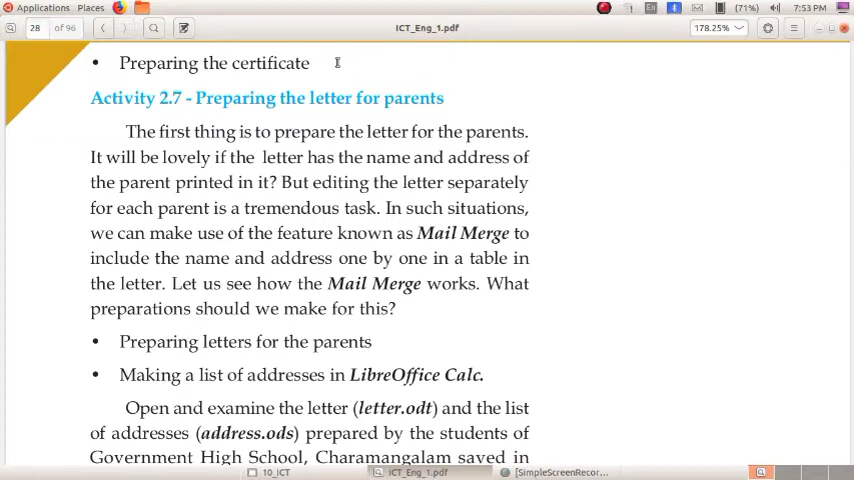 Applications Places En (71%) 7:53 PM
28 of 96 ICT_Eng_1.pdf 178.25%
• Preparing the certificate
Activity 2.7 - Preparing the letter for parents
The first thing is to prepare the letter for the parents.
It will be lovely if the letter has the name and address of
the parent printed in it? But editing the letter separately
for each parent is a tremendous task. In such situations,
we can make use of the feature known as Mail Merge to
include the name and address one by one in a table in
the letter. Let us see how the Mail Merge works. What
preparations should we make for this?
• Preparing letters for the parents
• Making a list of addresses in LibreOffice Calc.
Open and examine the letter (letter.odt) and the list
of addresses (address.ods) prepared by the students of
Government High School, Charamangalam saved in
10_ICT ICT_Eng_1.pdf [SimpleScreenRecor...